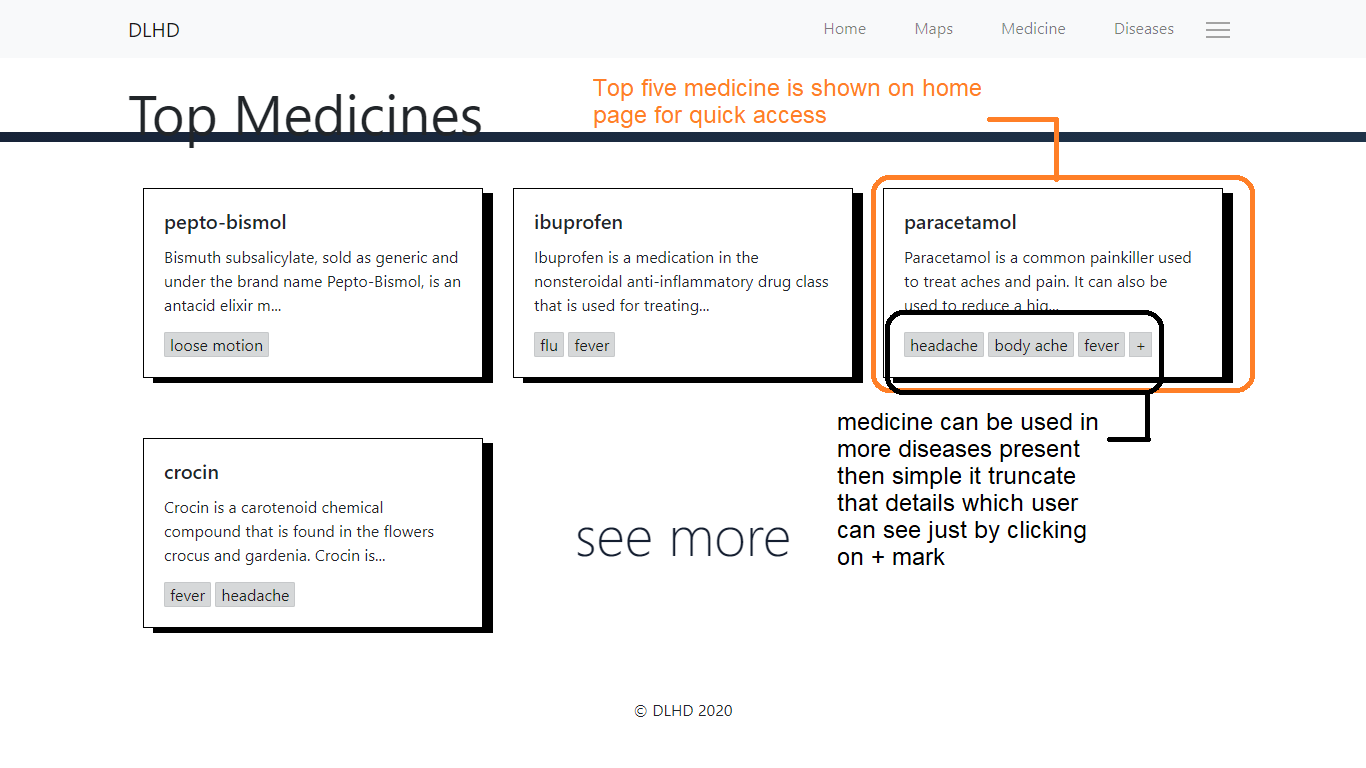 DLHD
Home Maps Medicine Diseases
Top five medicine is shown on home
page for quick access
Top Medicines
pepto-bismol
Bismuth subsalicylate, sold as generic and
under the brand name Pepto-Bismol, is an
antacid elixir m...
loose motion
ibuprofen
Ibuprofen is a medication in the
nonsteroidal anti-inflammatory drug class
that is used for treating...
flu fever
paracetamol
Paracetamol is a common painkiller used
to treat aches and pain. It can also be
used to reduce a hig...
headache body ache fever +
medicine can be used in
more diseases present
then simple it truncate
that details which user
can see just by clicking
on + mark
crocin
Crocin is a carotenoid chemical
compound that is found in the flowers
crocus and gardenia. Crocin is...
fever headache
see more
© DLHD 2020